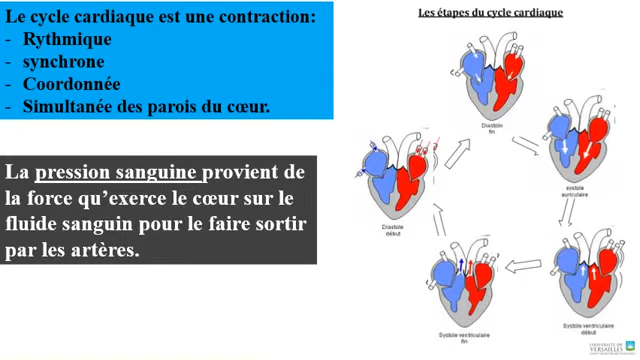 Le cycle cardiaque est une contraction:
- Rythmique
- synchrone
- Coordonnée
- Simultanée des parois du cœur.
La pression sanguine provient de
la force qu'exerce le cœur sur le
fluide sanguin pour le faire sortir
par les artères.
Les étapes du cycle cardiaque
Diastole
fin
systole
auriculaire
Systole ventriculaire
début
Systole ventriculaire
fin
Diastole
début
UNIVERSITÉ DE
VERSAILLES